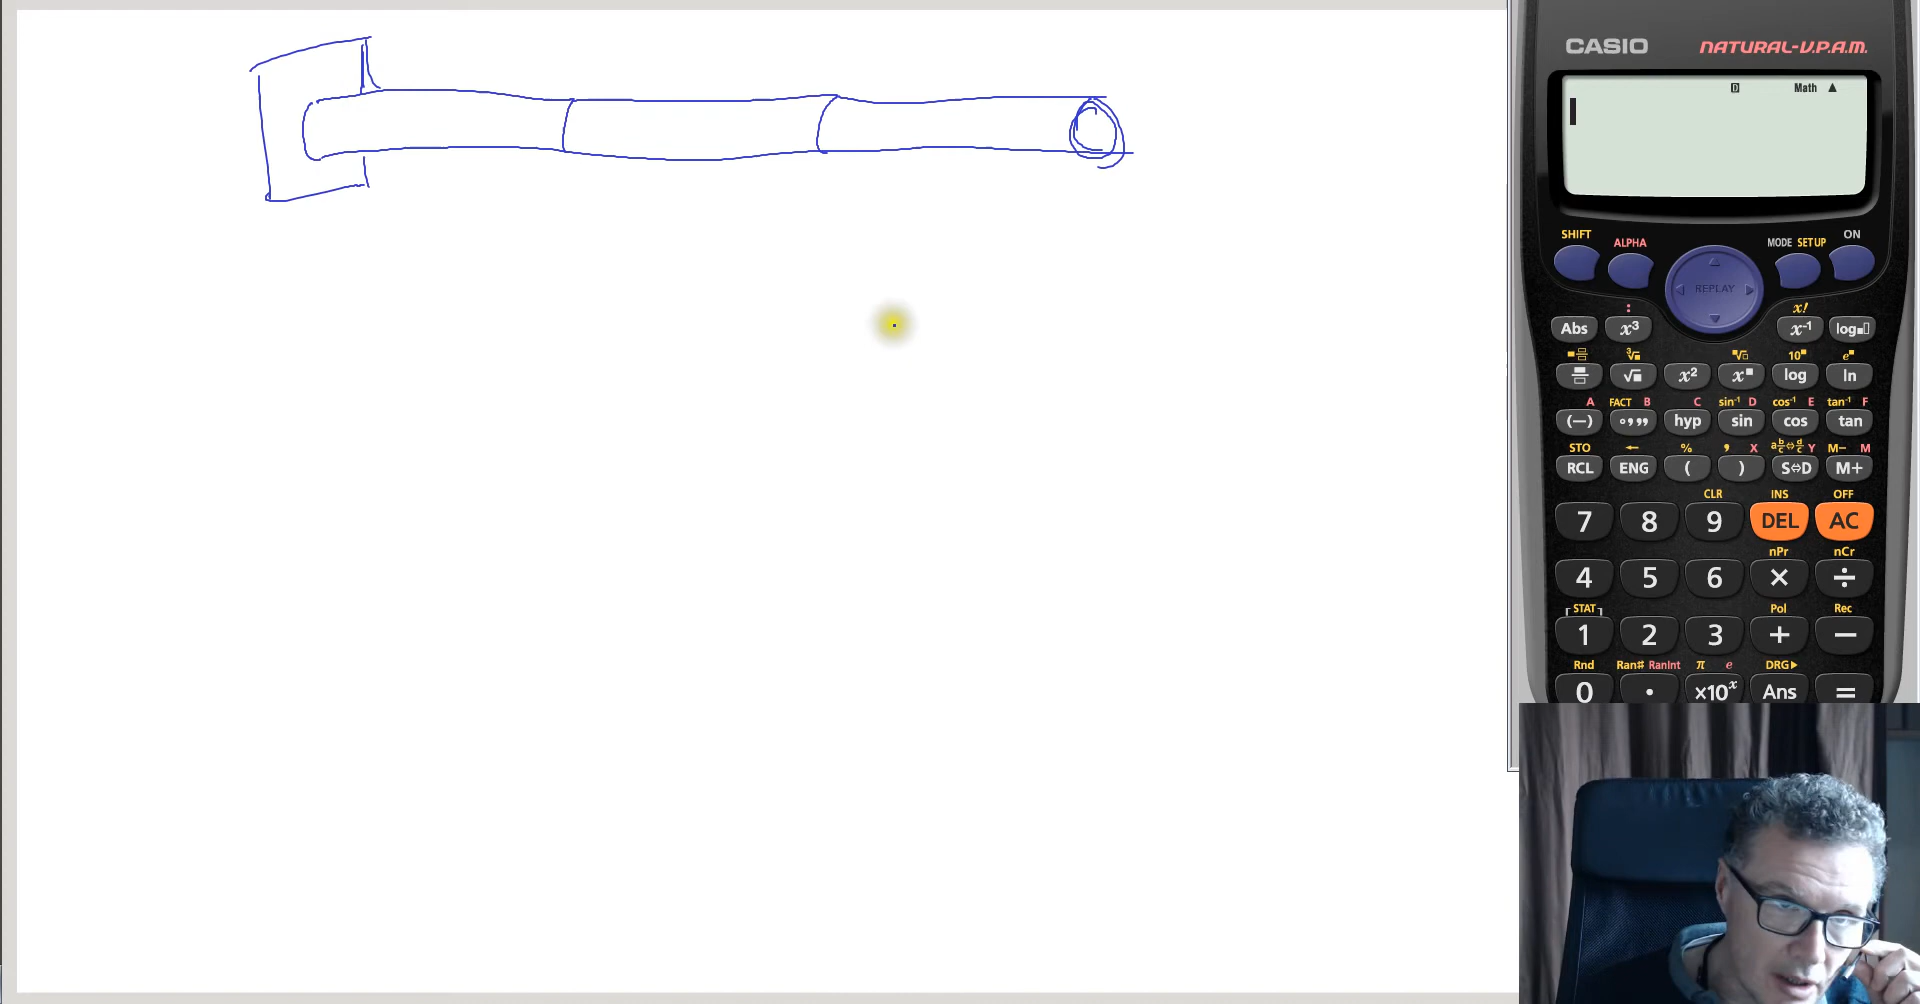 CASIO NATURAL-V.P.A.M.
D Math ▲
SHIFT ALPHA MODE SETUP ON
REPLAY
: x!
Abs x³ x⁻¹ log■□
■⊟ ³√■ ■√□ 10■ e■
⊟ √■ x² x■ log ln
A FACT B C sin⁻¹ D cos⁻¹ E tan⁻¹ F
(−) °,,, hyp sin cos tan
STO ← % , X a b/c⇔d/c Y M− M
RCL ENG ( ) S⇔D M+
CLR INS OFF
7 8 9 DEL AC
nPr nCr
4 5 6 × ÷
STAT Pol Rec
1 2 3 + −
Rnd Ran# RanInt π e DRG▶
0 · ×10ˣ Ans =